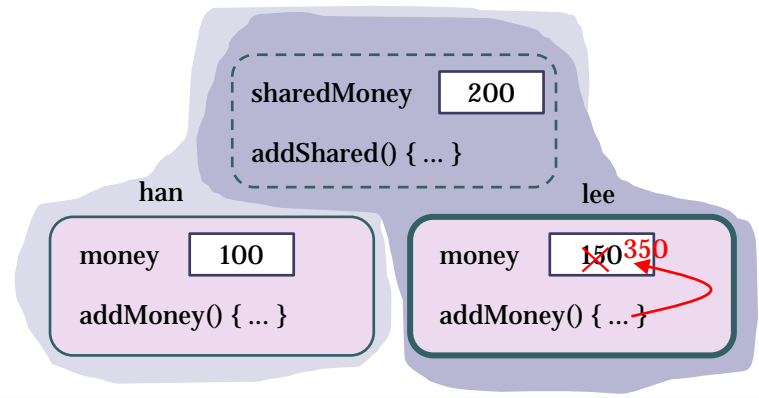 sharedMoney 200
addShared() { ... }
han
lee
money 100
addMoney() { ... }
money 150 350
addMoney() { ... }